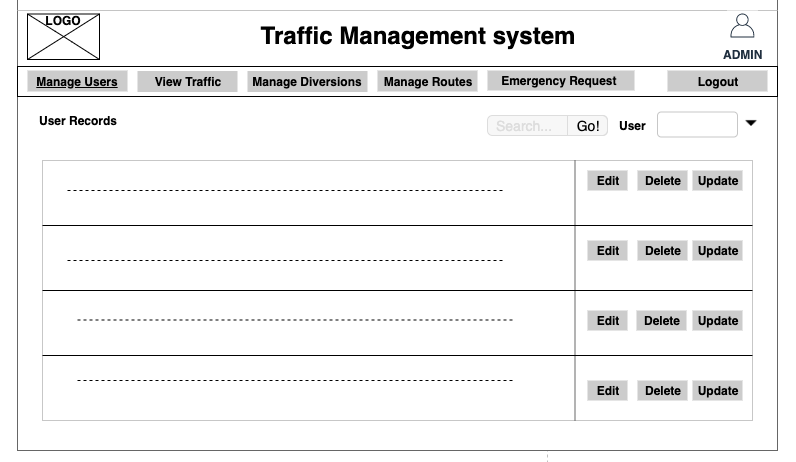 LOGO
Traffic Management system
ADMIN
Manage Users View Traffic Manage Diversions Manage Routes Emergency Request Logout
User Records Search... Go! User
Edit Delete Update
Edit Delete Update
Edit Delete Update
Edit Delete Update